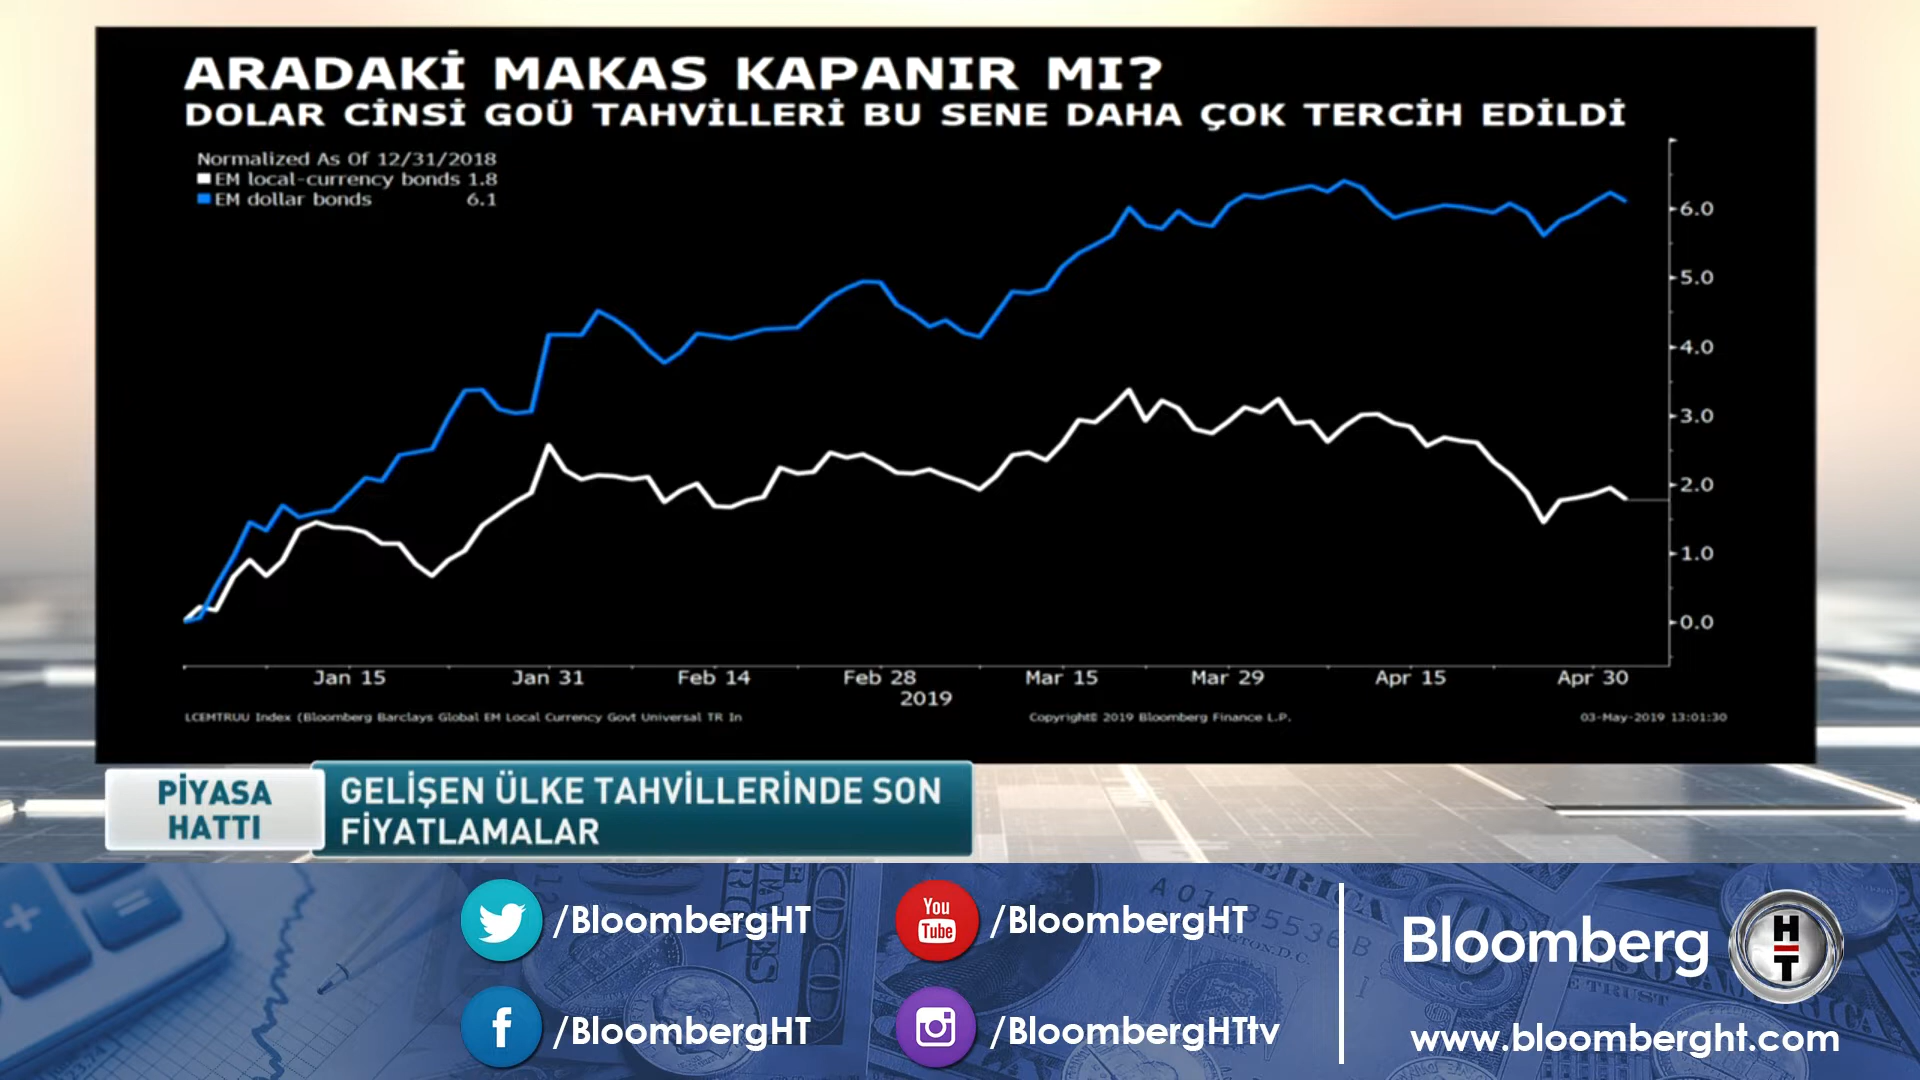 ARADAKİ MAKAS KAPANIR MI?
DOLAR CİNSİ GOÜ TAHVİLLERİ BU SENE DAHA ÇOK TERCİH EDİLDİ
Normalized As Of 12/31/2018
EM local-currency bonds 1.8
EM dollar bonds 6.1
6.0
5.0
4.0
3.0
2.0
1.0
0.0
Jan 15 Jan 31 Feb 14 Feb 28 Mar 15 Mar 29 Apr 15 Apr 30
2019
LCEMTRUU Index (Bloomberg Barclays Global EM Local Currency Govt Universal TR In Copyright© 2019 Bloomberg Finance L.P. 03-May-2019 13:01:30
PİYASA HATTI
GELİŞEN ÜLKE TAHVİLLERİNDE SON
FİYATLAMALAR
/BloombergHT
You Tube /BloombergHT
f /BloombergHT
/BloombergHTtv
Bloomberg HT
www.bloomberght.com